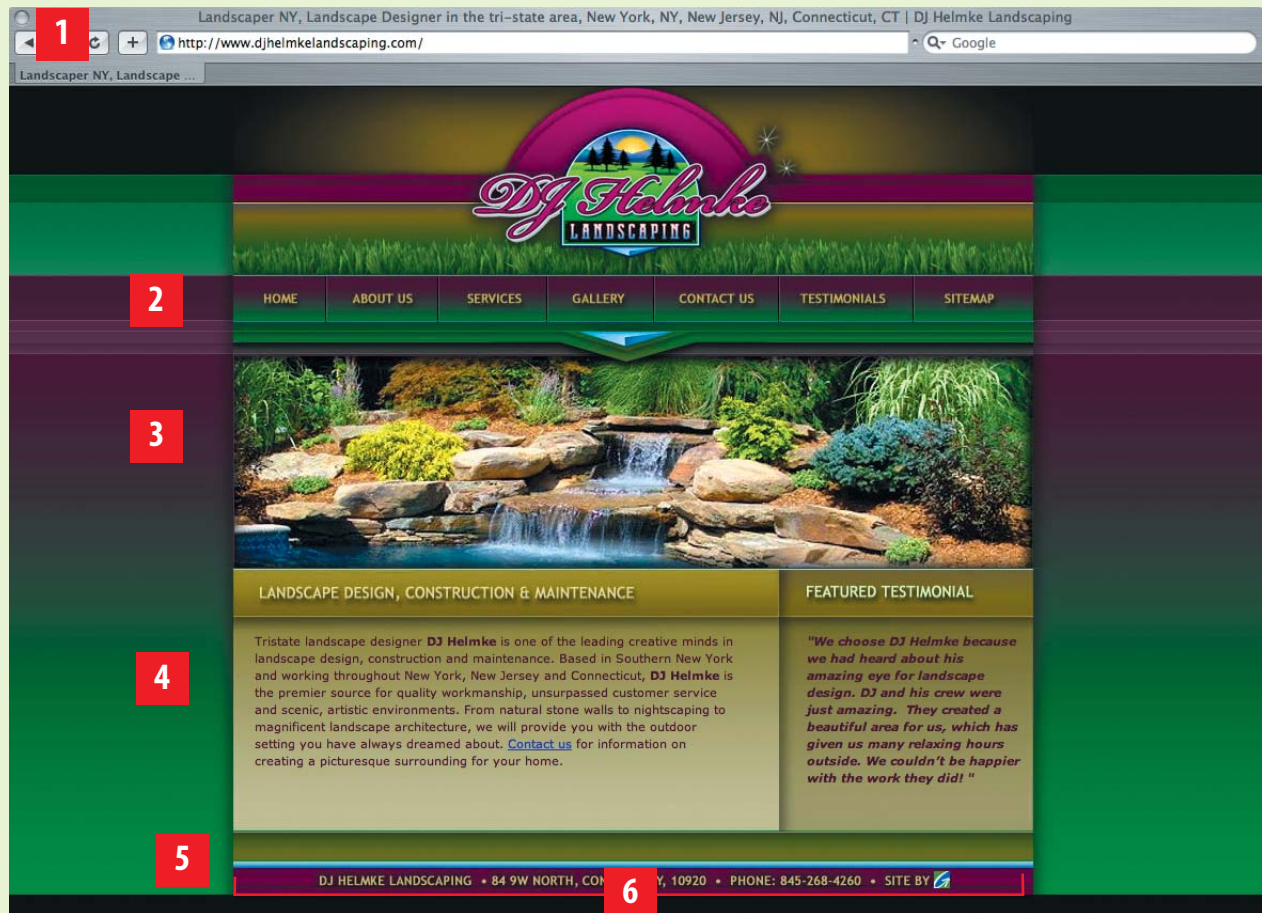 Landscaper NY, Landscape Designer in the tri-state area, New York, NY, New Jersey, NJ, Connecticut, CT | DJ Helmke Landscaping
1
http://www.djhelmkelandscaping.com/
Google
Landscaper NY, Landscape ...
DJ Helmke
LANDSCAPING
2
HOME ABOUT US SERVICES GALLERY CONTACT US TESTIMONIALS SITEMAP
3
LANDSCAPE DESIGN, CONSTRUCTION & MAINTENANCE
Tristate landscape designer DJ Helmke is one of the leading creative minds in
landscape design, construction and maintenance. Based in Southern New York
and working throughout New York, New Jersey and Connecticut, DJ Helmke is
the premier source for quality workmanship, unsurpassed customer service
and scenic, artistic environments. From natural stone walls to nightscaping to
magnificent landscape architecture, we will provide you with the outdoor
setting you have always dreamed about. Contact us for information on
creating a picturesque surrounding for your home.
FEATURED TESTIMONIAL
"We choose DJ Helmke because
we had heard about his
amazing eye for landscape
design. DJ and his crew were
just amazing. They created a
beautiful area for us, which has
given us many relaxing hours
outside. We couldn't be happier
with the work they did! "
4
5
DJ HELMKE LANDSCAPING • 84 9W NORTH, 10920 • PHONE: 845-268-4260 • SITE BY
6